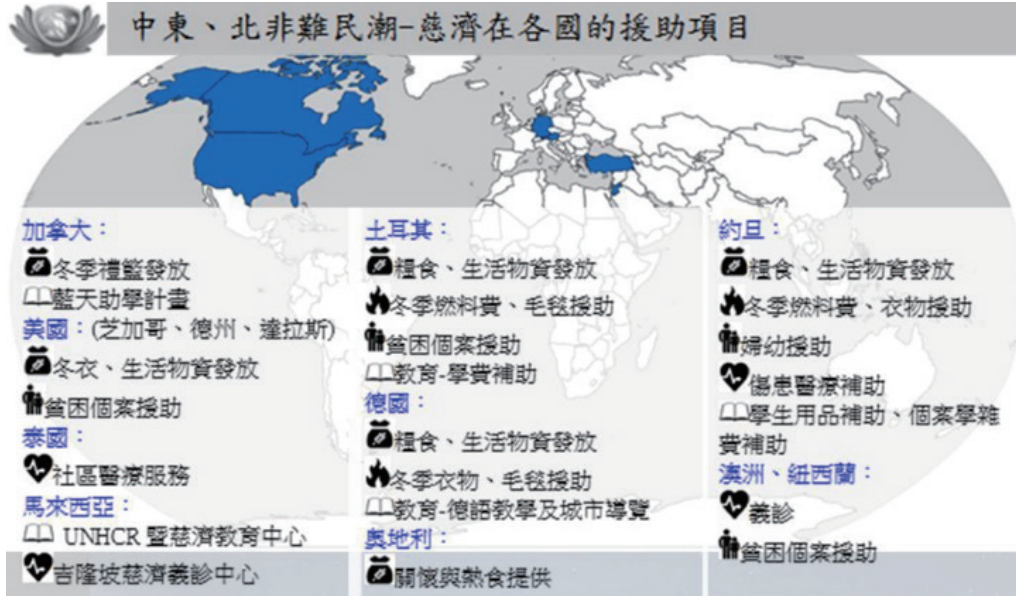 中東、北非難民潮-慈濟在各國的援助項目
加拿大：
冬季禮籃發放
藍天助學計畫
美國：(芝加哥、德州、達拉斯)
冬衣、生活物資發放
貧困個案援助
泰國：
社區醫療服務
馬來西亞：
UNHCR 暨慈濟教育中心
吉隆坡慈濟義診中心
土耳其：
糧食、生活物資發放
冬季燃料費、毛毯援助
貧困個案援助
教育-學費補助
德國：
糧食、生活物資發放
冬季衣物、毛毯援助
教育-德語教學及城市導覽
奧地利：
關懷與熱食提供
約旦：
糧食、生活物資發放
冬季燃料費、衣物援助
婦幼援助
傷患醫療補助
學生用品補助、個案學雜
費補助
澳洲、紐西蘭：
義診
貧困個案援助